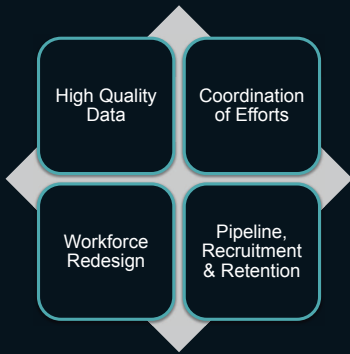 High Quality
Data
Coordination
of Efforts
Workforce
Redesign
Pipeline,
Recruitment
& Retention